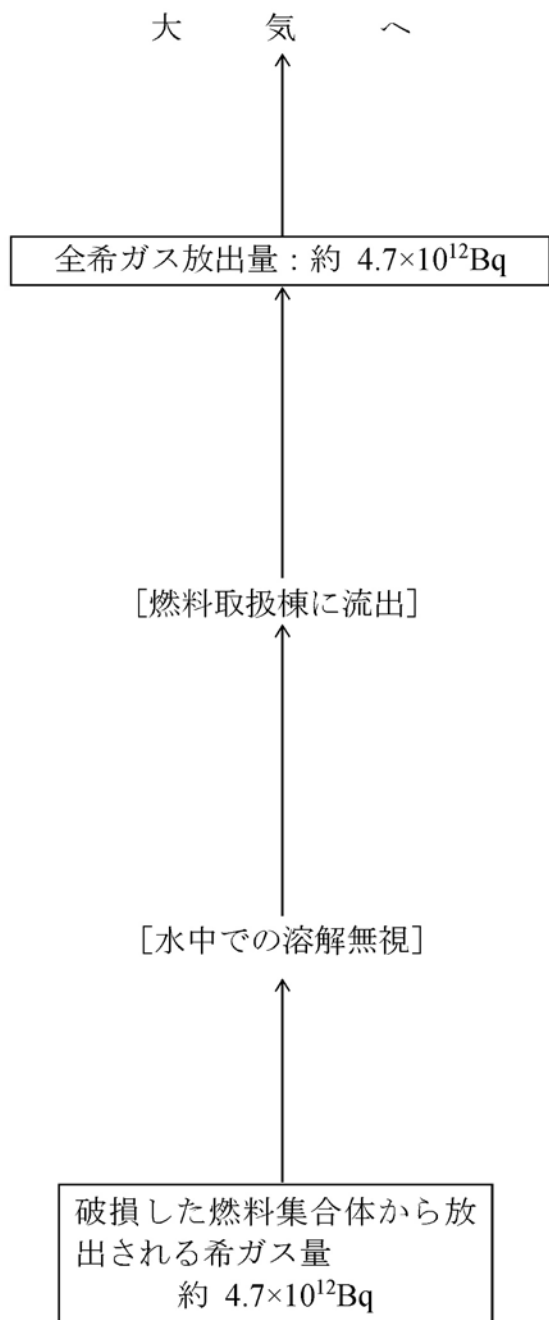 大気へ
全希ガス放出量：約 4.7×10¹²Bq
［燃料取扱棟に流出］
［水中での溶解無視］
破損した燃料集合体から放
出される希ガス量
約 4.7×10¹²Bq